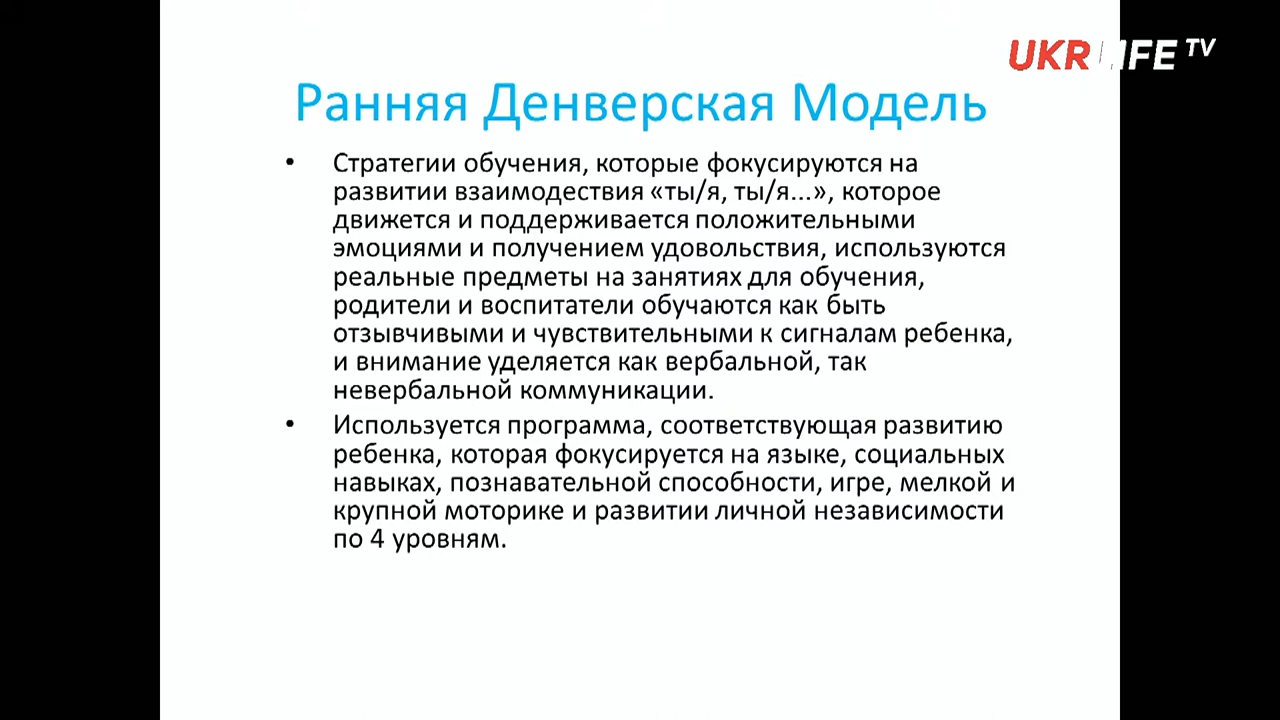 UKRLIFE TV
Ранняя Денверская Модель
• Стратегии обучения, которые фокусируются на
развитии взаимодествия «ты/я, ты/я...», которое
движется и поддерживается положительными
эмоциями и получением удовольствия, используются
реальные предметы на занятиях для обучения,
родители и воспитатели обучаются как быть
отзывчивыми и чувствительными к сигналам ребенка,
и внимание уделяется как вербальной, так
невербальной коммуникации.
• Используется программа, соответствующая развитию
ребенка, которая фокусируется на языке, социальных
навыках, познавательной способности, игре, мелкой и
крупной моторике и развитии личной независимости
по 4 уровням.